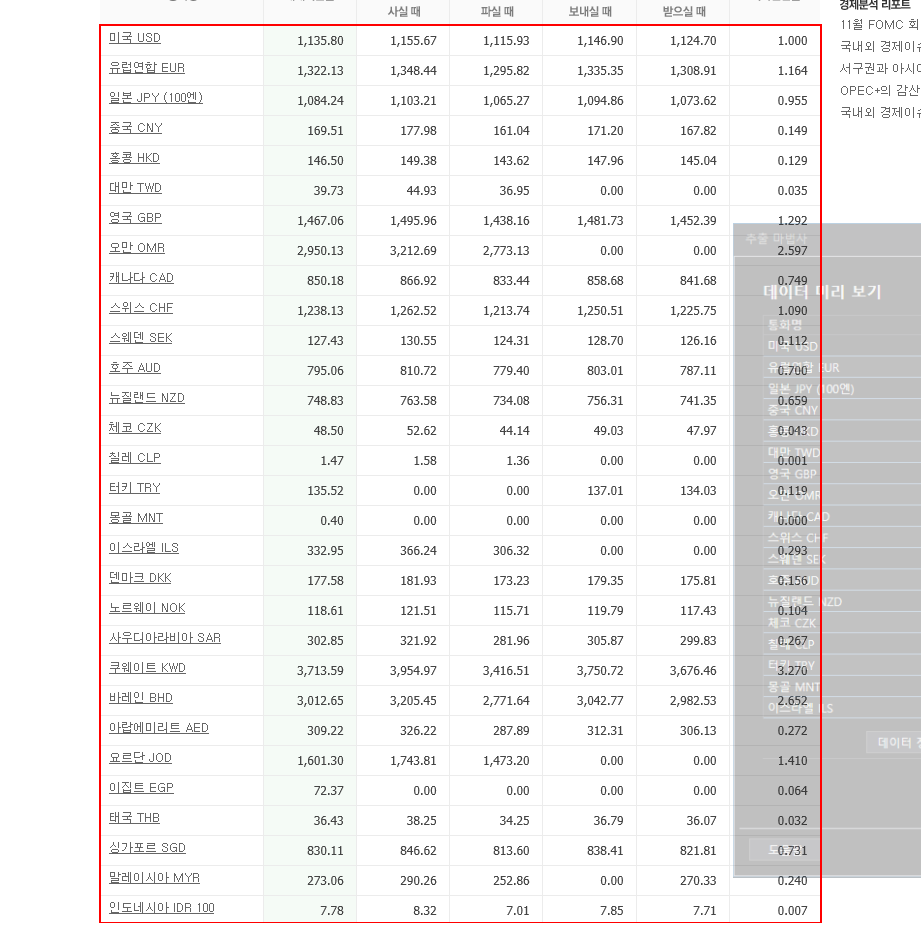 경제분석 리포트
사실 때 파실 때 보내실 때 받으실 때
11월 FOMC 회
국내외 경제이슈
서구권과 아시아
OPEC+의 감산
국내외 경제이슈
미국 USD 1,135.80 1,155.67 1,115.93 1,146.90 1,124.70 1.000
유럽연합 EUR 1,322.13 1,348.44 1,295.82 1,335.35 1,308.91 1.164
일본 JPY (100엔) 1,084.24 1,103.21 1,065.27 1,094.86 1,073.62 0.955
중국 CNY 169.51 177.98 161.04 171.20 167.82 0.149
홍콩 HKD 146.50 149.38 143.62 147.96 145.04 0.129
대만 TWD 39.73 44.93 36.95 0.00 0.00 0.035
영국 GBP 1,467.06 1,495.96 1,438.16 1,481.73 1,452.39 1.292
오만 OMR 2,950.13 3,212.69 2,773.13 0.00 0.00 2.597
캐나다 CAD 850.18 866.92 833.44 858.68 841.68 0.749
스위스 CHF 1,238.13 1,262.52 1,213.74 1,250.51 1,225.75 1.090
스웨덴 SEK 127.43 130.55 124.31 128.70 126.16 0.112
호주 AUD 795.06 810.72 779.40 803.01 787.11 0.700
뉴질랜드 NZD 748.83 763.58 734.08 756.31 741.35 0.659
체코 CZK 48.50 52.62 44.14 49.03 47.97 0.043
칠레 CLP 1.47 1.58 1.36 0.00 0.00 0.001
터키 TRY 135.52 0.00 0.00 137.01 134.03 0.119
몽골 MNT 0.40 0.00 0.00 0.00 0.00 0.000
이스라엘 ILS 332.95 366.24 306.32 0.00 0.00 0.293
덴마크 DKK 177.58 181.93 173.23 179.35 175.81 0.156
노르웨이 NOK 118.61 121.51 115.71 119.79 117.43 0.104
사우디아라비아 SAR 302.85 321.92 281.96 305.87 299.83 0.267
쿠웨이트 KWD 3,713.59 3,954.97 3,416.51 3,750.72 3,676.46 3.270
바레인 BHD 3,012.65 3,205.45 2,771.64 3,042.77 2,982.53 2.652
아랍에미리트 AED 309.22 326.22 287.89 312.31 306.13 0.272
요르단 JOD 1,601.30 1,743.81 1,473.20 0.00 0.00 1.410
이집트 EGP 72.37 0.00 0.00 0.00 0.00 0.064
태국 THB 36.43 38.25 34.25 36.79 36.07 0.032
싱가포르 SGD 830.11 846.62 813.60 838.41 821.81 0.731
말레이시아 MYR 273.06 290.26 252.86 0.00 270.33 0.240
인도네시아 IDR 100 7.78 8.32 7.01 7.85 7.71 0.007
추출 마법사
데이터 미리 보기
통화명
미국 USD
유럽연합 EUR
일본 JPY (100엔)
중국 CNY
홍콩 HKD
대만 TWD
영국 GBP
오만 OMR
캐나다 CAD
스위스 CHF
스웨덴 SEK
호주 AUD
뉴질랜드 NZD
체코 CZK
칠레 CLP
터키 TRY
몽골 MNT
이스라엘 ILS
데이터